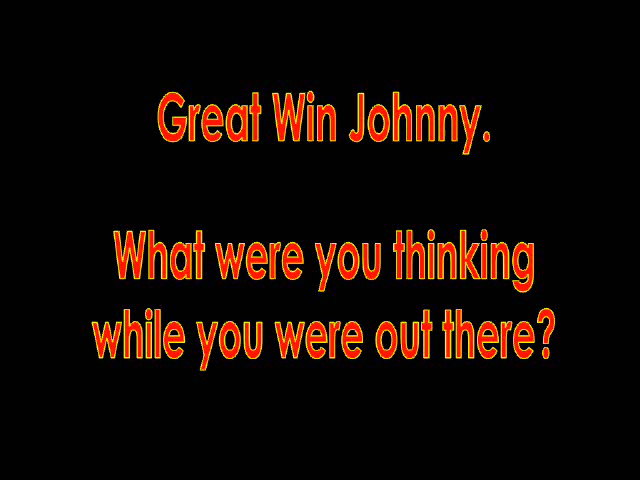 Great Win Johnny.
What were you thinking
while you were out there?